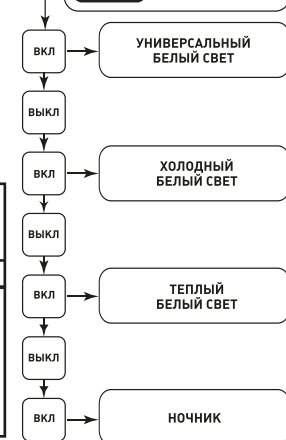 ВКЛ
УНИВЕРСАЛЬНЫЙ
БЕЛЫЙ СВЕТ
ВЫКЛ
ВКЛ
ХОЛОДНЫЙ
БЕЛЫЙ СВЕТ
ВЫКЛ
ВКЛ
ТЕПЛЫЙ
БЕЛЫЙ СВЕТ
ВЫКЛ
ВКЛ
НОЧНИК